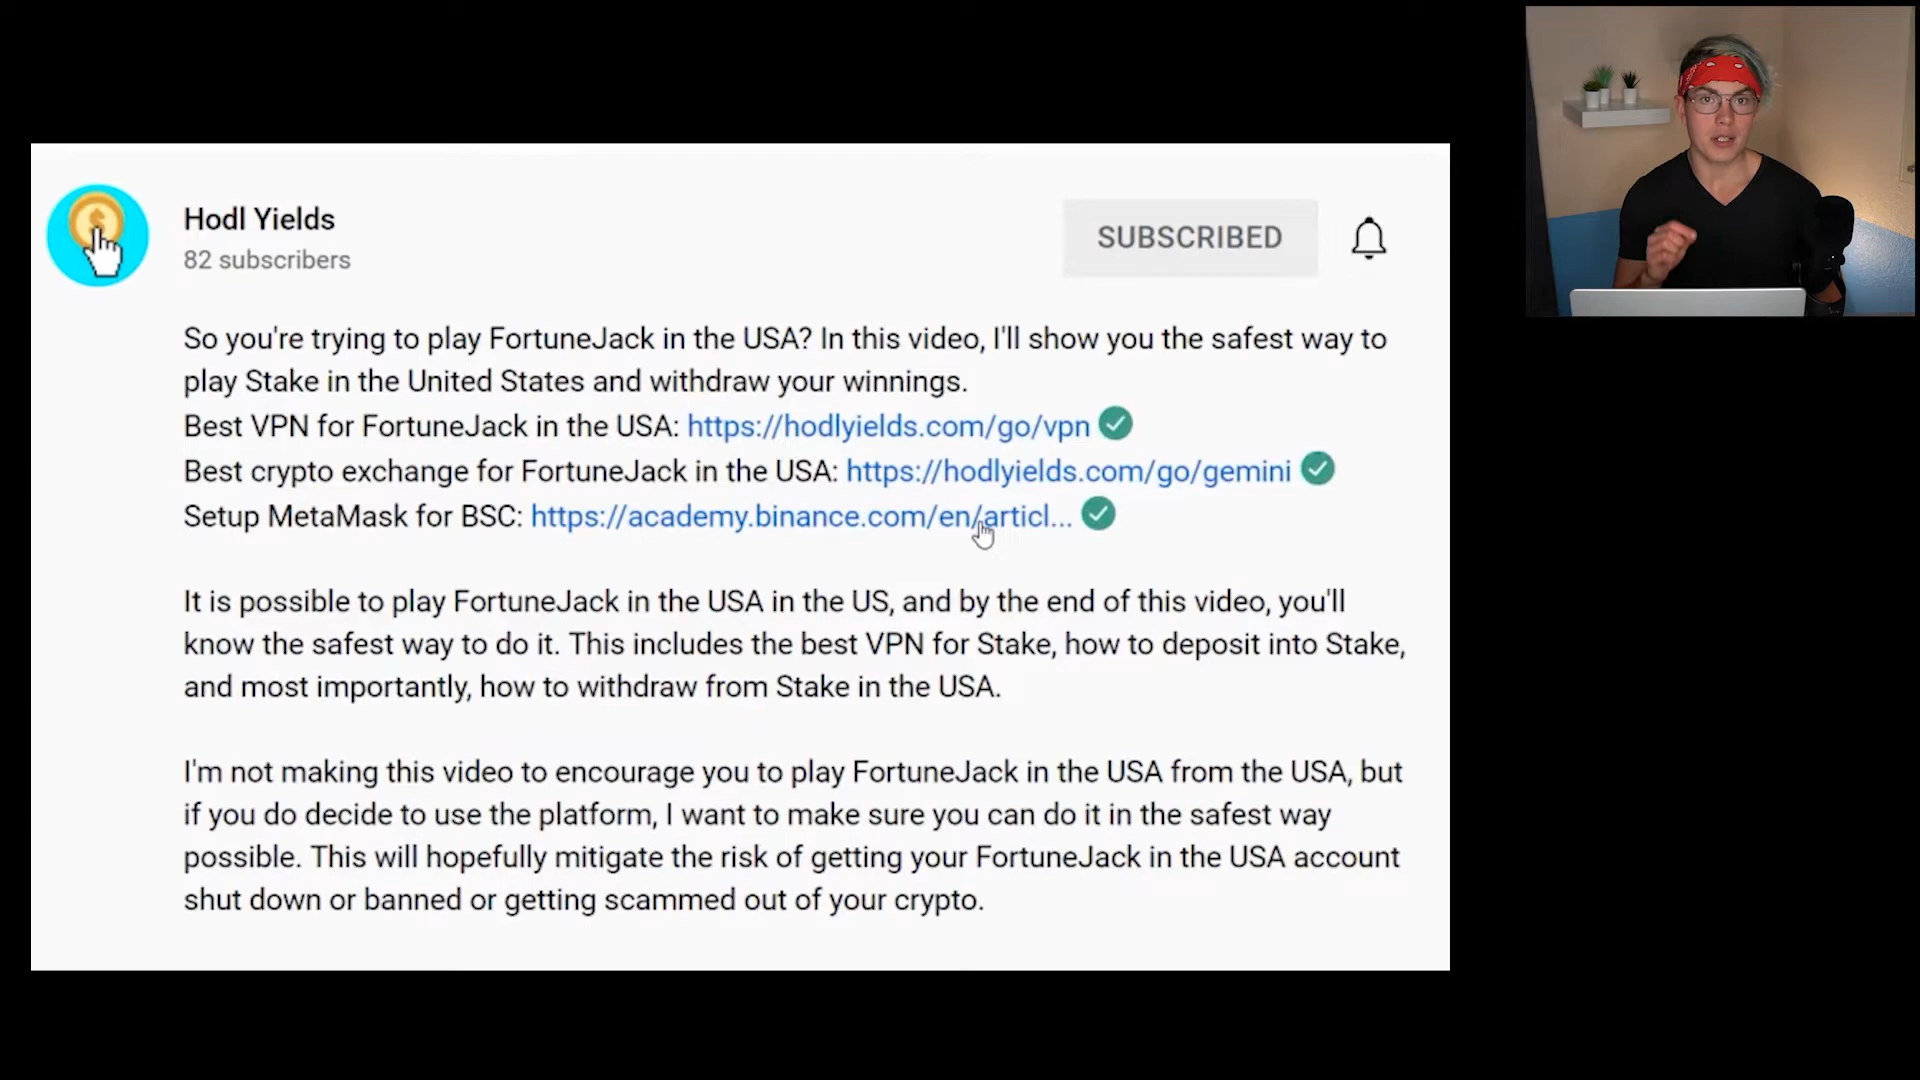 Hodl Yields
82 subscribers
SUBSCRIBED
So you're trying to play FortuneJack in the USA? In this video, I'll show you the safest way to
play Stake in the United States and withdraw your winnings.
Best VPN for FortuneJack in the USA: https://hodlyields.com/go/vpn
Best crypto exchange for FortuneJack in the USA: https://hodlyields.com/go/gemini
Setup MetaMask for BSC: https://academy.binance.com/en/articl...
It is possible to play FortuneJack in the USA in the US, and by the end of this video, you'll
know the safest way to do it. This includes the best VPN for Stake, how to deposit into Stake,
and most importantly, how to withdraw from Stake in the USA.
I'm not making this video to encourage you to play FortuneJack in the USA from the USA, but
if you do decide to use the platform, I want to make sure you can do it in the safest way
possible. This will hopefully mitigate the risk of getting your FortuneJack in the USA account
shut down or banned or getting scammed out of your crypto.